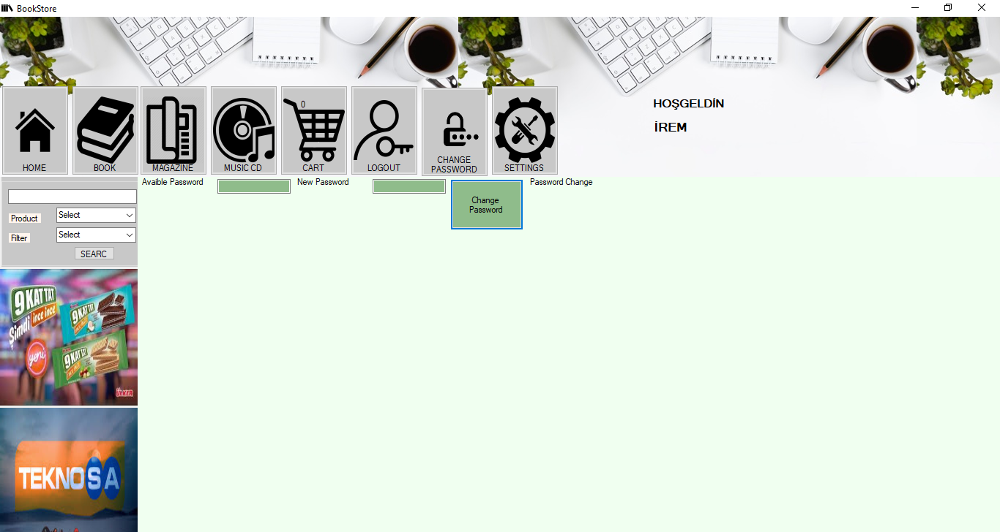 BookStore
HOŞGELDİN
İREM
0
HOME
BOOK
MAGAZINE
MUSIC CD
CART
LOGOUT
CHANGE
PASSWORD
SETTINGS
Avaible Password
New Password
Change
Password
Password Change
Product
Select
Filter
Select
SEARC
9 KAT TAT
Şimdi ince ince
yeni
9 KAT TAT
9 KAT TAT
ÜLKER
TEKNOSA